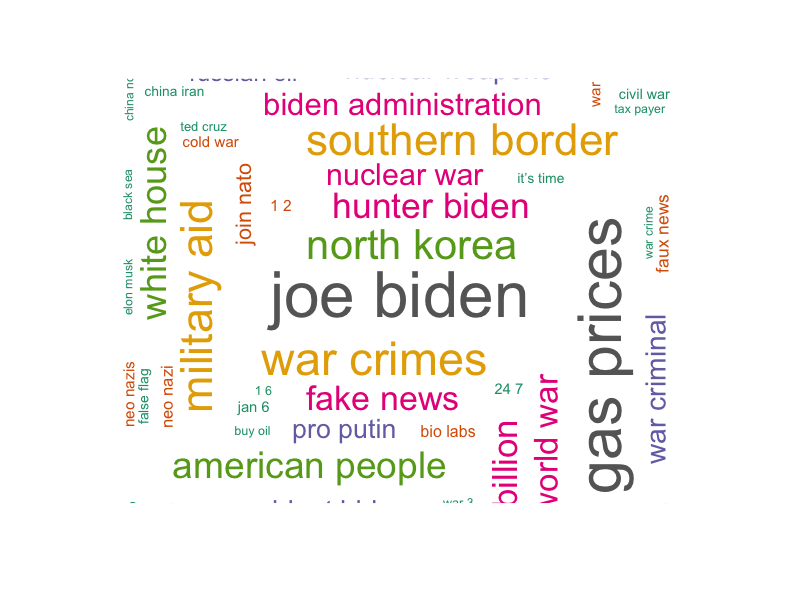 china iran
biden administration
war
civil war
tax payer
ted cruz
cold war
southern border
white house
join nato
nuclear war
it's time
black sea
military aid
1 2
hunter biden
war crime
faux news
north korea
elon musk
joe biden
gas prices
war crimes
war criminal
neo nazis
false flag
neo nazi
1 6
jan 6
fake news
24 7
world war
buy oil
pro putin
bio labs
billion
american people
war 3